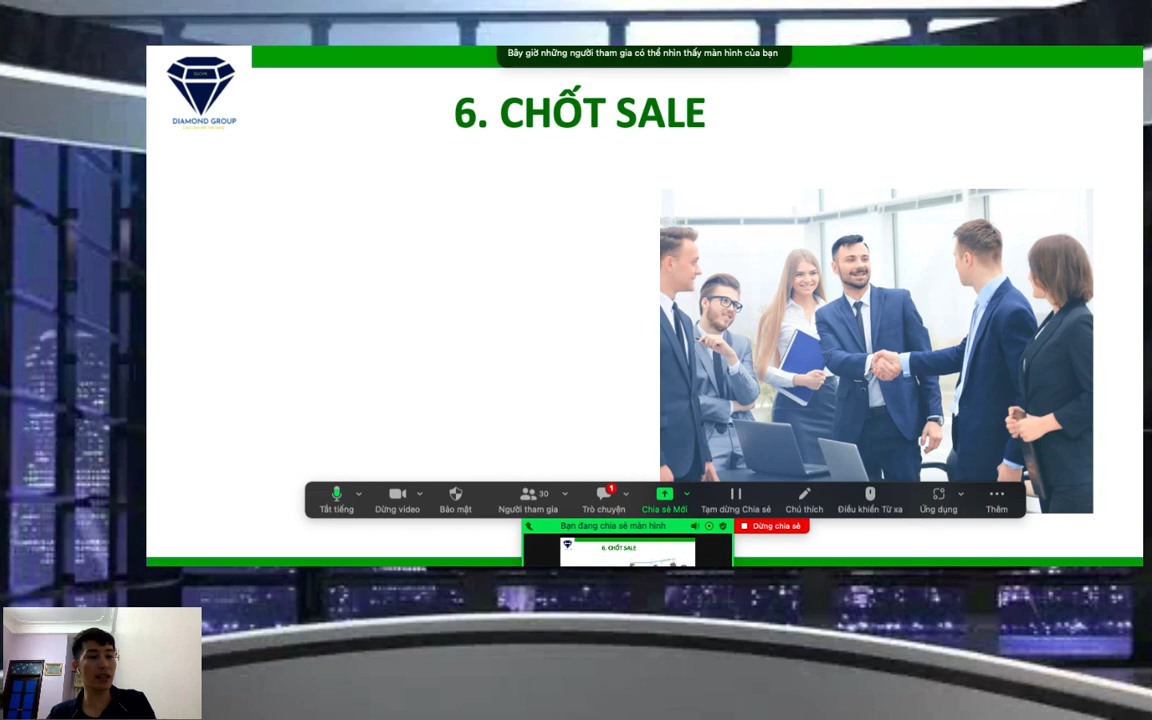 Bây giờ những người tham gia có thể nhìn thấy màn hình của bạn
DIAMOND GROUP
6. CHỐT SALE
30
1
Tắt tiếng
Dừng video
Bảo mật
Người tham gia
Trò chuyện
Chia sẻ Mới
Tạm dừng Chia sẻ
Chú thích
Điều khiển Từ xa
Ứng dụng
Thêm
Bạn đang chia sẻ màn hình
Dừng chia sẻ
6. CHỐT SALE